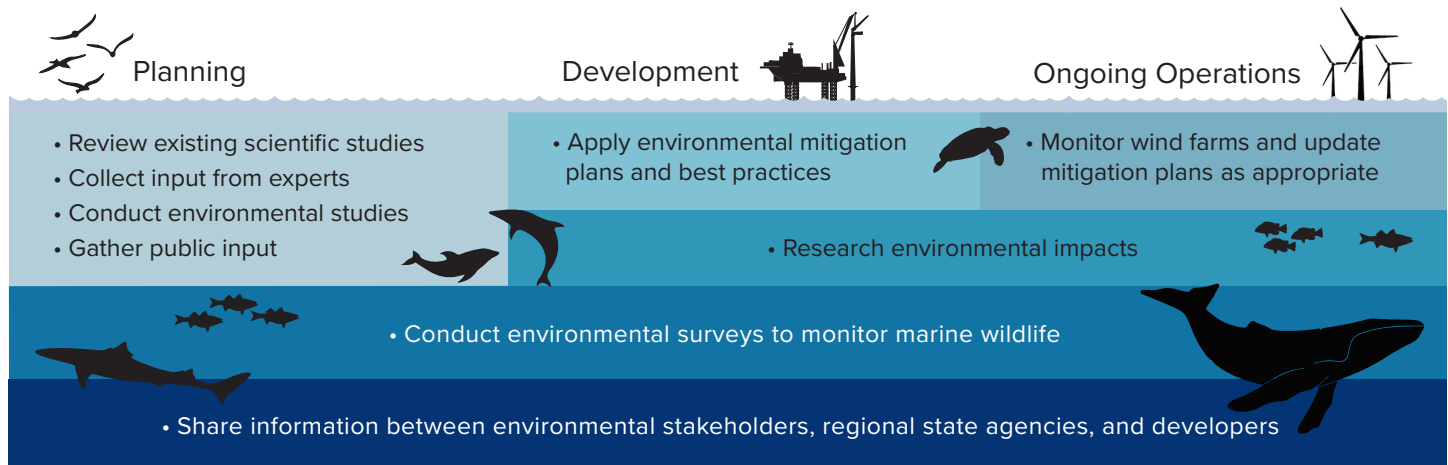 Planning
Development
Ongoing Operations
• Review existing scientific studies
• Collect input from experts
• Conduct environmental studies
• Gather public input
• Apply environmental mitigation
plans and best practices
• Monitor wind farms and update
mitigation plans as appropriate
• Research environmental impacts
• Conduct environmental surveys to monitor marine wildlife
• Share information between environmental stakeholders, regional state agencies, and developers